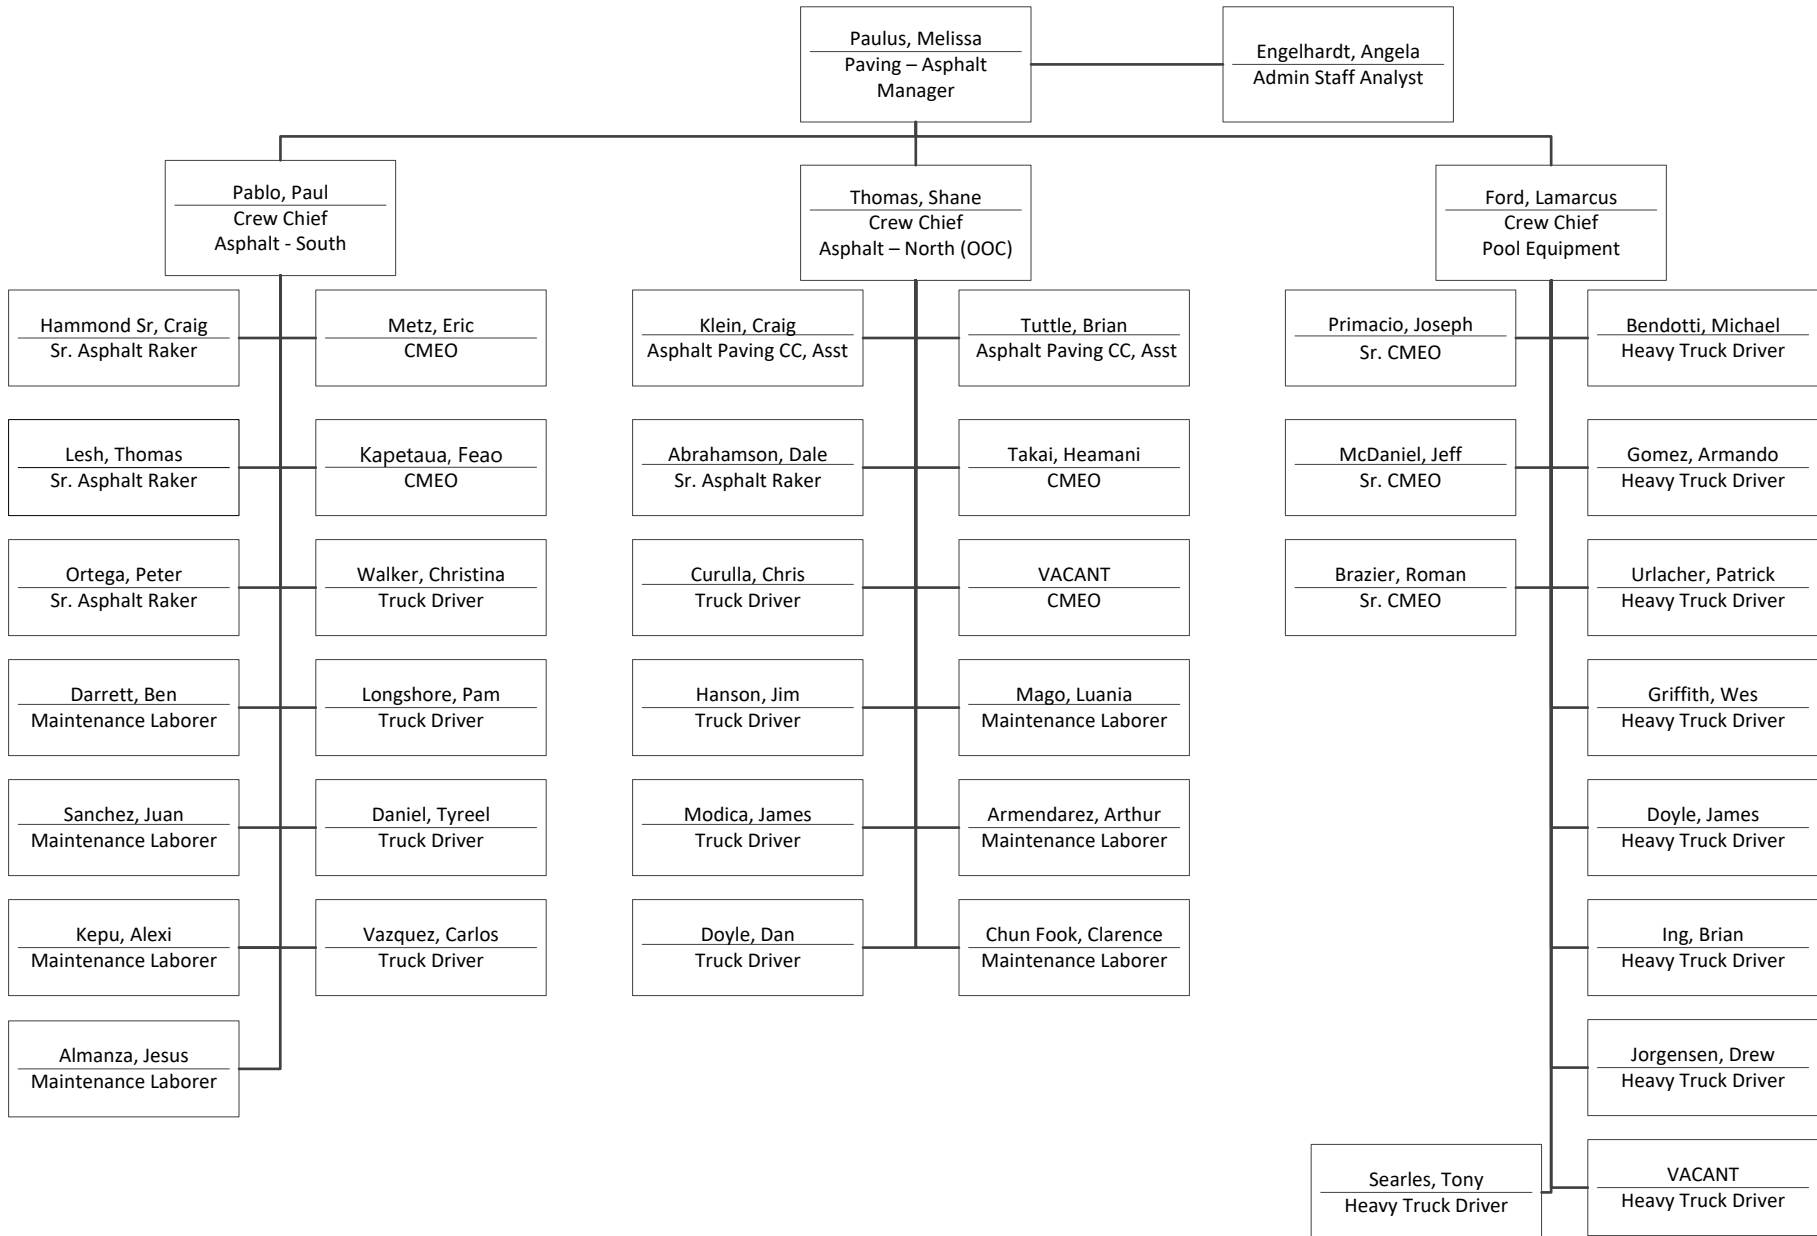 Paulus, Melissa
Paving – Asphalt
Manager
Engelhardt, Angela
Admin Staff Analyst
Pablo, Paul
Crew Chief
Asphalt - South
Thomas, Shane
Crew Chief
Asphalt – North (OOC)
Ford, Lamarcus
Crew Chief
Pool Equipment
Hammond Sr, Craig
Sr. Asphalt Raker
Metz, Eric
CMEO
Lesh, Thomas
Sr. Asphalt Raker
Kapetaua, Feao
CMEO
Ortega, Peter
Sr. Asphalt Raker
Walker, Christina
Truck Driver
Darrett, Ben
Maintenance Laborer
Longshore, Pam
Truck Driver
Sanchez, Juan
Maintenance Laborer
Daniel, Tyreel
Truck Driver
Kepu, Alexi
Maintenance Laborer
Vazquez, Carlos
Truck Driver
Almanza, Jesus
Maintenance Laborer
Klein, Craig
Asphalt Paving CC, Asst
Tuttle, Brian
Asphalt Paving CC, Asst
Abrahamson, Dale
Sr. Asphalt Raker
Takai, Heamani
CMEO
Curulla, Chris
Truck Driver
VACANT
CMEO
Hanson, Jim
Truck Driver
Mago, Luania
Maintenance Laborer
Modica, James
Truck Driver
Armendarez, Arthur
Maintenance Laborer
Doyle, Dan
Truck Driver
Chun Fook, Clarence
Maintenance Laborer
Primacio, Joseph
Sr. CMEO
Bendotti, Michael
Heavy Truck Driver
McDaniel, Jeff
Sr. CMEO
Gomez, Armando
Heavy Truck Driver
Brazier, Roman
Sr. CMEO
Urlacher, Patrick
Heavy Truck Driver
Griffith, Wes
Heavy Truck Driver
Doyle, James
Heavy Truck Driver
Ing, Brian
Heavy Truck Driver
Jorgensen, Drew
Heavy Truck Driver
Searles, Tony
Heavy Truck Driver
VACANT
Heavy Truck Driver